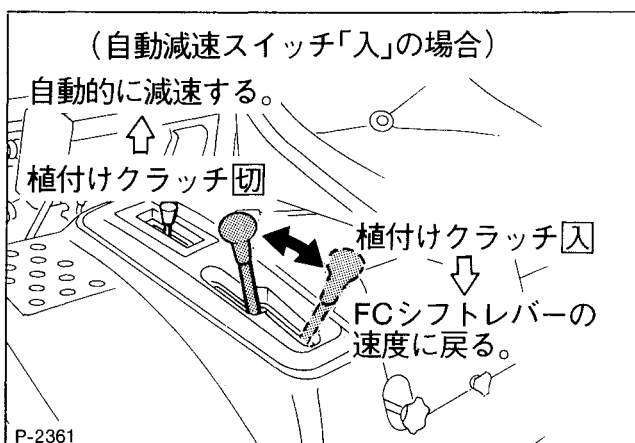 （自動減速スイッチ「入」の場合）
自動的に減速する。
植付けクラッチ切
植付けクラッチ入
FCシフトレバーの
速度に戻る。
P-2361